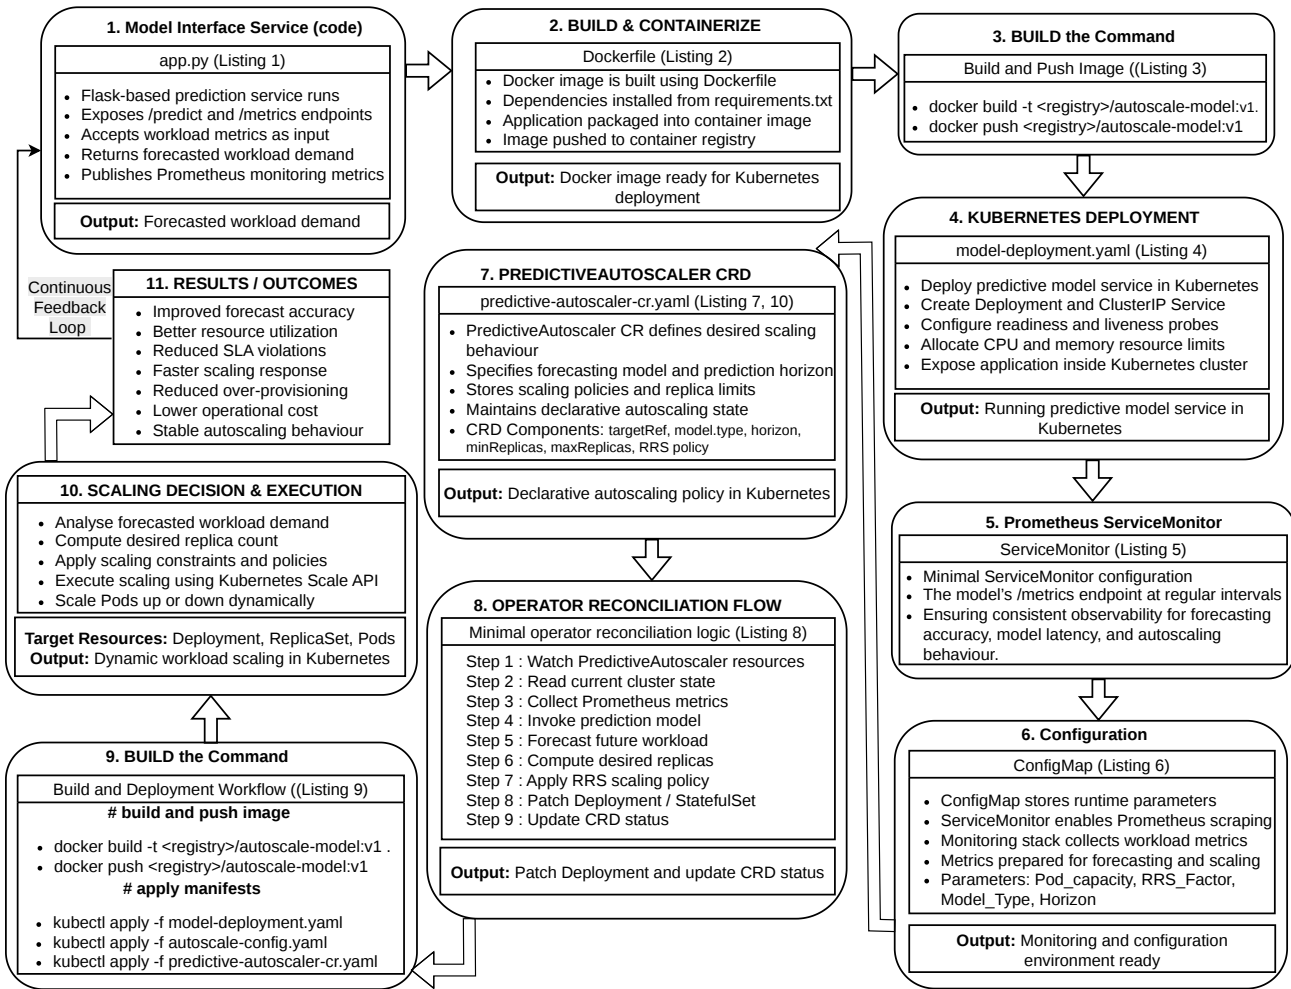 1. Model Interface Service (code)
app.py (Listing 1)
• Flask-based prediction service runs
• Exposes /predict and /metrics endpoints
• Accepts workload metrics as input
• Returns forecasted workload demand
• Publishes Prometheus monitoring metrics
Output: Forecasted workload demand
2. BUILD & CONTAINERIZE
Dockerfile (Listing 2)
• Docker image is built using Dockerfile
• Dependencies installed from requirements.txt
• Application packaged into container image
• Image pushed to container registry
Output: Docker image ready for Kubernetes
deployment
3. BUILD the Command
Build and Push Image ((Listing 3)
• docker build -t <registry>/autoscale-model:v1.
• docker push <registry>/autoscale-model:v1
4. KUBERNETES DEPLOYMENT
model-deployment.yaml (Listing 4)
• Deploy predictive model service in Kubernetes
• Create Deployment and ClusterIP Service
• Configure readiness and liveness probes
• Allocate CPU and memory resource limits
• Expose application inside Kubernetes cluster
Output: Running predictive model service in
Kubernetes
5. Prometheus ServiceMonitor
ServiceMonitor (Listing 5)
• Minimal ServiceMonitor configuration
• The model's /metrics endpoint at regular intervals
• Ensuring consistent observability for forecasting
accuracy, model latency, and autoscaling
behaviour.
6. Configuration
ConfigMap (Listing 6)
• ConfigMap stores runtime parameters
• ServiceMonitor enables Prometheus scraping
• Monitoring stack collects workload metrics
• Metrics prepared for forecasting and scaling
• Parameters: Pod_capacity, RRS_Factor,
Model_Type, Horizon
Output: Monitoring and configuration
environment ready
7. PREDICTIVEAUTOSCALER CRD
predictive-autoscaler-cr.yaml (Listing 7, 10)
• PredictiveAutoscaler CR defines desired scaling
behaviour
• Specifies forecasting model and prediction horizon
• Stores scaling policies and replica limits
• Maintains declarative autoscaling state
• CRD Components: targetRef, model.type, horizon,
minReplicas, maxReplicas, RRS policy
Output: Declarative autoscaling policy in Kubernetes
8. OPERATOR RECONCILIATION FLOW
Minimal operator reconciliation logic (Listing 8)
Step 1 : Watch PredictiveAutoscaler resources
Step 2 : Read current cluster state
Step 3 : Collect Prometheus metrics
Step 4 : Invoke prediction model
Step 5 : Forecast future workload
Step 6 : Compute desired replicas
Step 7 : Apply RRS scaling policy
Step 8 : Patch Deployment / StatefulSet
Step 9 : Update CRD status
Output: Patch Deployment and update CRD status
9. BUILD the Command
Build and Deployment Workflow ((Listing 9)
# build and push image
• docker build -t <registry>/autoscale-model:v1 .
• docker push <registry>/autoscale-model:v1
# apply manifests
• kubectl apply -f model-deployment.yaml
• kubectl apply -f autoscale-config.yaml
• kubectl apply -f predictive-autoscaler-cr.yaml
10. SCALING DECISION & EXECUTION
• Analyse forecasted workload demand
• Compute desired replica count
• Apply scaling constraints and policies
• Execute scaling using Kubernetes Scale API
• Scale Pods up or down dynamically
Target Resources: Deployment, ReplicaSet, Pods
Output: Dynamic workload scaling in Kubernetes
11. RESULTS / OUTCOMES
• Improved forecast accuracy
• Better resource utilization
• Reduced SLA violations
• Faster scaling response
• Reduced over-provisioning
• Lower operational cost
• Stable autoscaling behaviour
Continuous
Feedback
Loop